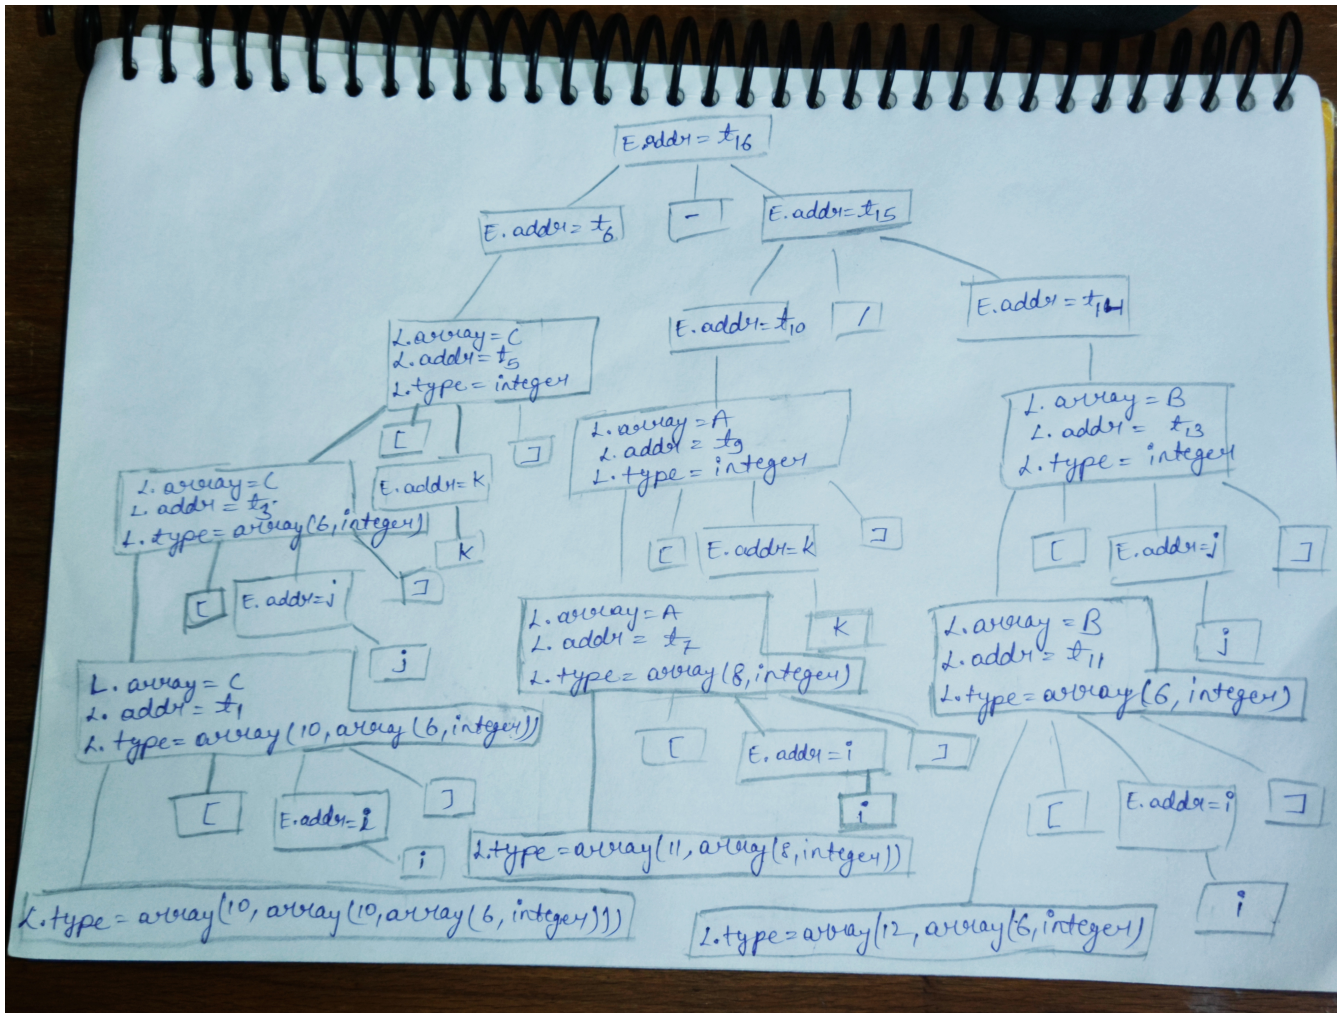 E.addr = t16
E.addr = t6
-
E.addr = t15
L.array = C
L.addr = t5
L.type = integer
E.addr = t10
/
E.addr = t14
[
E.addr = k
]
k
L.array = A
L.addr = t9
L.type = integer
L.array = B
L.addr = t13
L.type = integer
L.array = C
L.addr = t3
L.type = array(6, integer)
[
E.addr = k
]
k
[
E.addr = j
]
j
[
E.addr = j
]
j
L.array = C
L.addr = t1
L.type = array(10, array(6, integer))
L.array = A
L.addr = t7
L.type = array(8, integer)
L.array = B
L.addr = t11
L.type = array(6, integer)
[
E.addr = i
]
i
[
E.addr = i
]
i
[
E.addr = i
]
i
L.type = array(10, array(10, array(6, integer)))
L.type = array(11, array(8, integer))
L.type = array(12, array(6, integer)